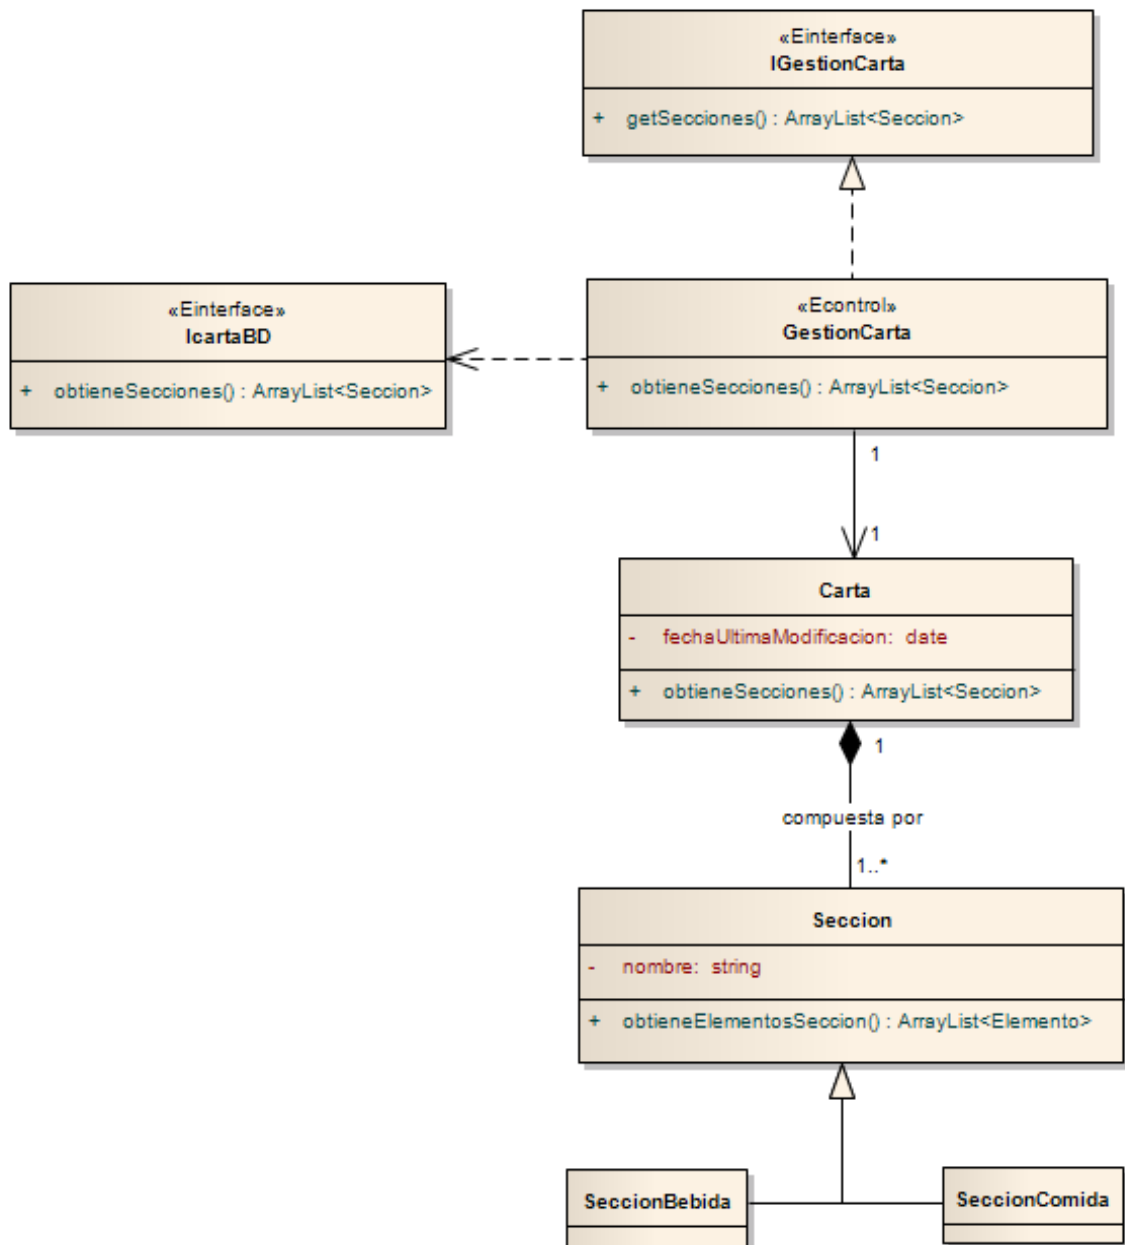 «Einterface»
IGestionCarta
+ getSecciones() : ArrayList<Seccion>
«Einterface»
IcartaBD
+ obtieneSecciones() : ArrayList<Seccion>
«Econtrol»
GestionCarta
+ obtieneSecciones() : ArrayList<Seccion>
1
1
Carta
- fechaUltimaModificacion: date
+ obtieneSecciones() : ArrayList<Seccion>
1
compuesta por
1..*
Seccion
- nombre: string
+ obtieneElementosSeccion() : ArrayList<Elemento>
SeccionBebida
SeccionComida